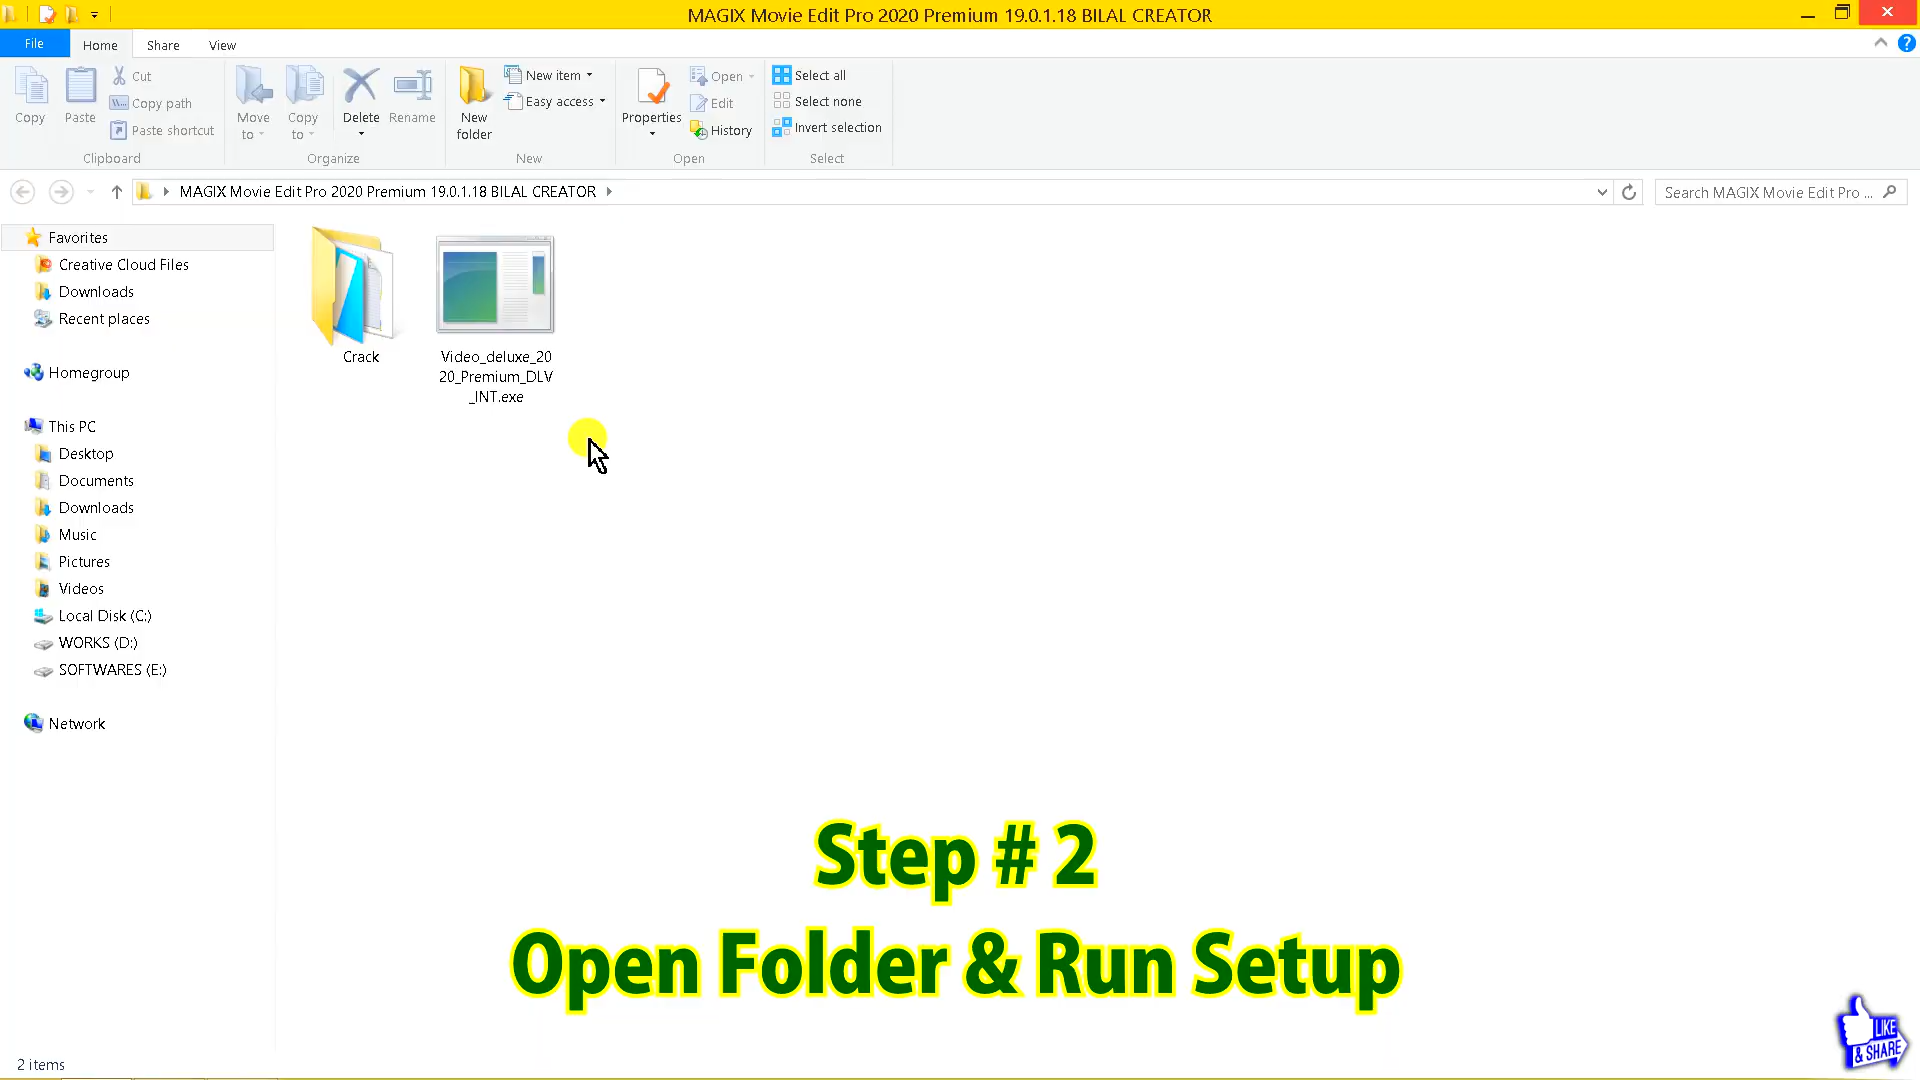 MAGIX Movie Edit Pro 2020 Premium 19.0.1.18 BILAL CREATOR
File Home Share View
Copy
Paste
Cut
Copy path
Paste shortcut
Clipboard
Move to
Copy to
Delete
Rename
Organize
New folder
New item
Easy access
New
Properties
Open
Edit
History
Open
Select all
Select none
Invert selection
Select
MAGIX Movie Edit Pro 2020 Premium 19.0.1.18 BILAL CREATOR
Search MAGIX Movie Edit Pro ...
Favorites
Creative Cloud Files
Downloads
Recent places
Homegroup
This PC
Desktop
Documents
Downloads
Music
Pictures
Videos
Local Disk (C:)
WORKS (D:)
SOFTWARES (E:)
Network
Crack
Video_deluxe_20
20_Premium_DLV
_INT.exe
Step # 2
Open Folder & Run Setup
LIKE
& SHARE
2 items